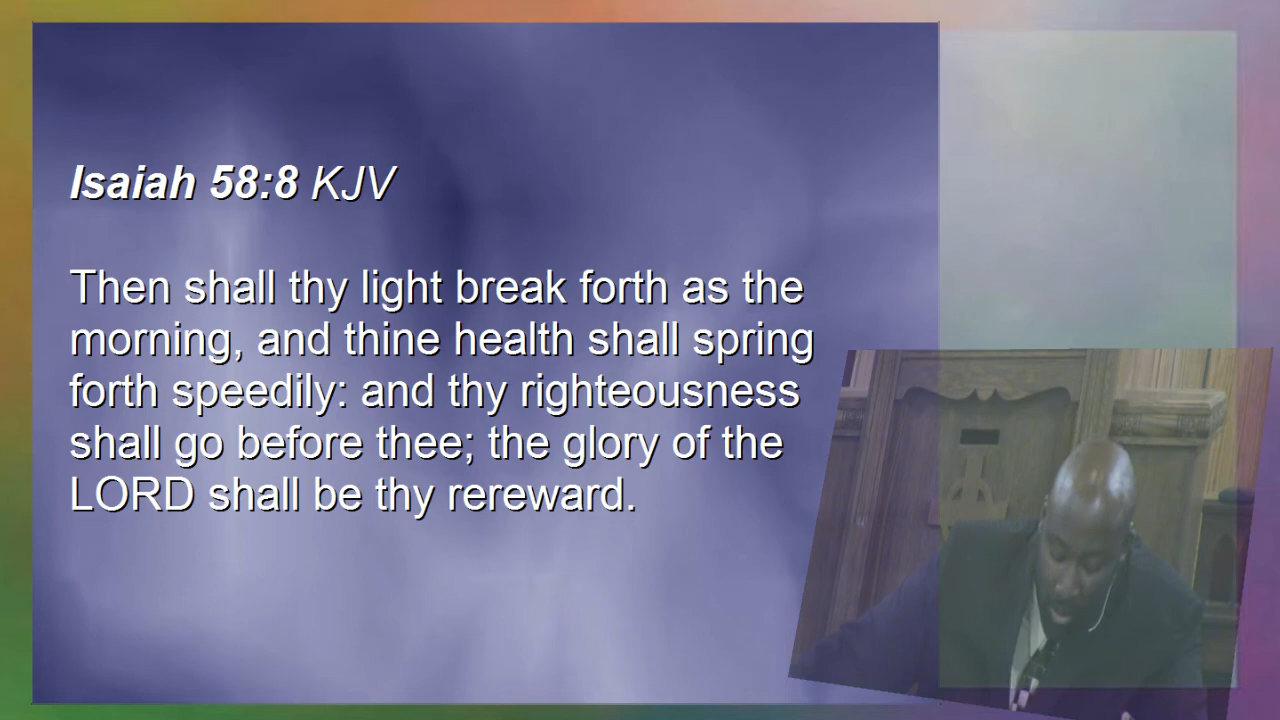 Isaiah 58:8 KJV
Then shall thy light break forth as the
morning, and thine health shall spring
forth speedily: and thy righteousness
shall go before thee; the glory of the
LORD shall be thy rereward.